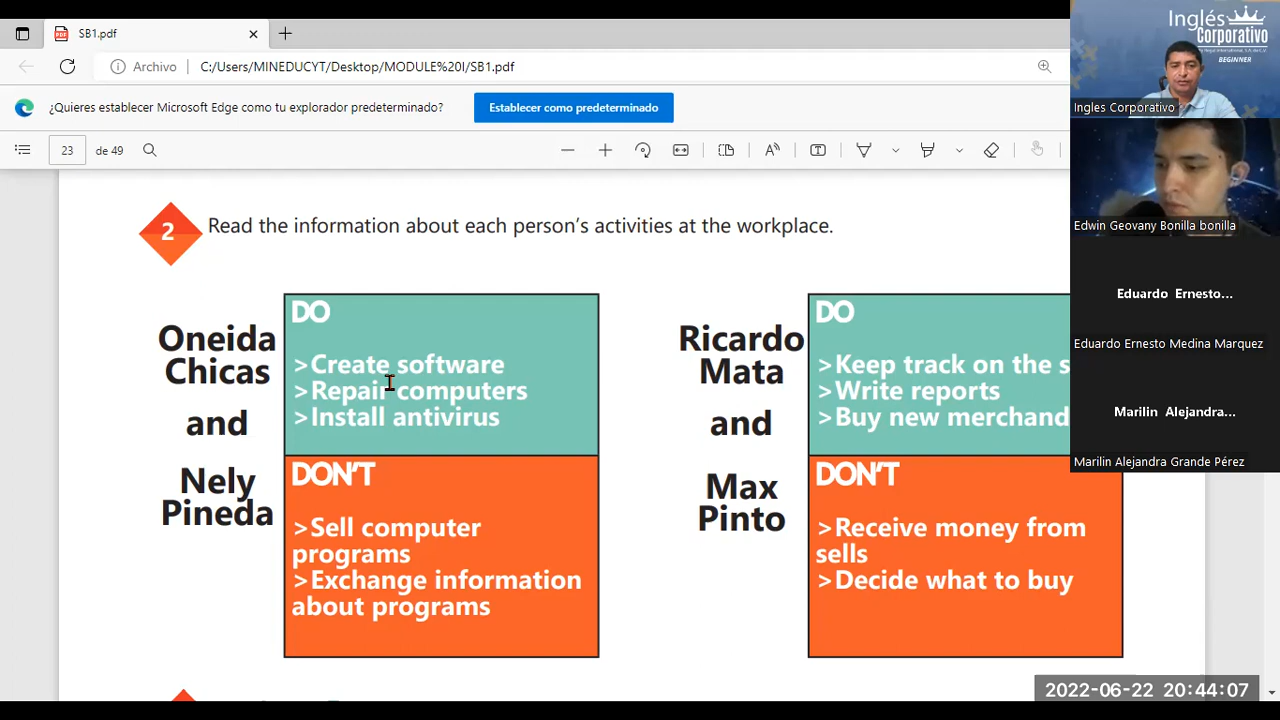 SB1.pdf
Archivo
C:/Users/MINEDUCYT/Desktop/MODULE%20I/SB1.pdf
¿Quieres establecer Microsoft Edge como tu explorador predeterminado?
Establecer como predeterminado
23
de 49
2
Read the information about each person's activities at the workplace.
Oneida
Chicas
and
Nely
Pineda
DO
>Create software
>Repair computers
>Install antivirus
DON'T
>Sell computer
programs
>Exchange information
about programs
Ricardo
Mata
and
Max
Pinto
DO
>Keep track on the s
>Write reports
>Buy new merchand
DON'T
>Receive money from
sells
>Decide what to buy
Inglés
Corporativo
BEGINNER
Ingles Corporativo
Edwin Geovany Bonilla bonilla
Eduardo Ernesto...
Eduardo Ernesto Medina Marquez
Marilin Alejandra...
Marilin Alejandra Grande Pérez
2022-06-22 20:44:07